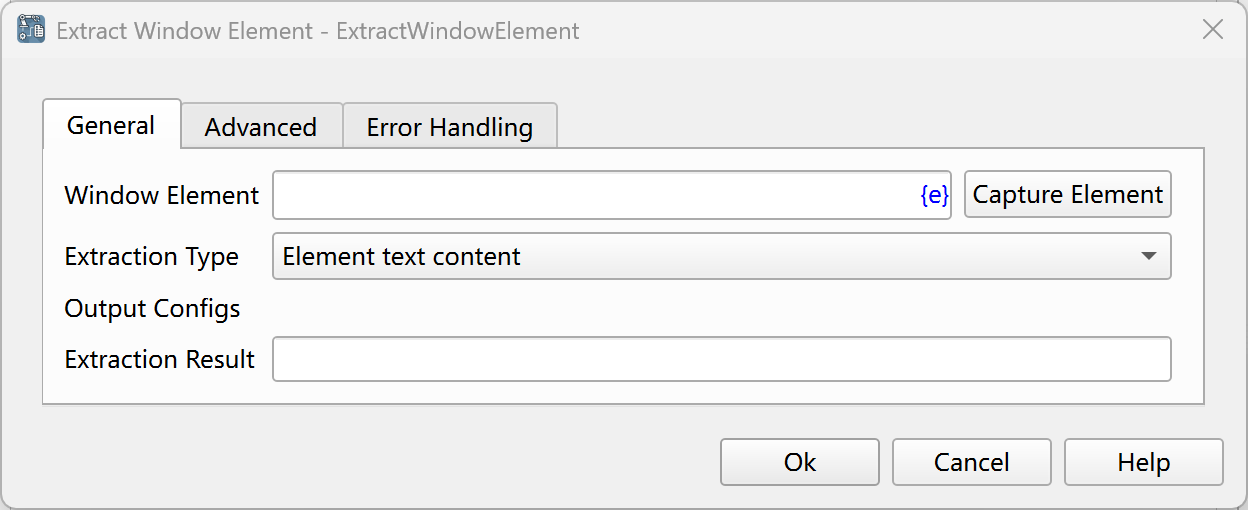 Extract Window Element - ExtractWindowElement
General Advanced Error Handling
Window Element {e} Capture Element
Extraction Type Element text content
Output Configs
Extraction Result
Ok Cancel Help